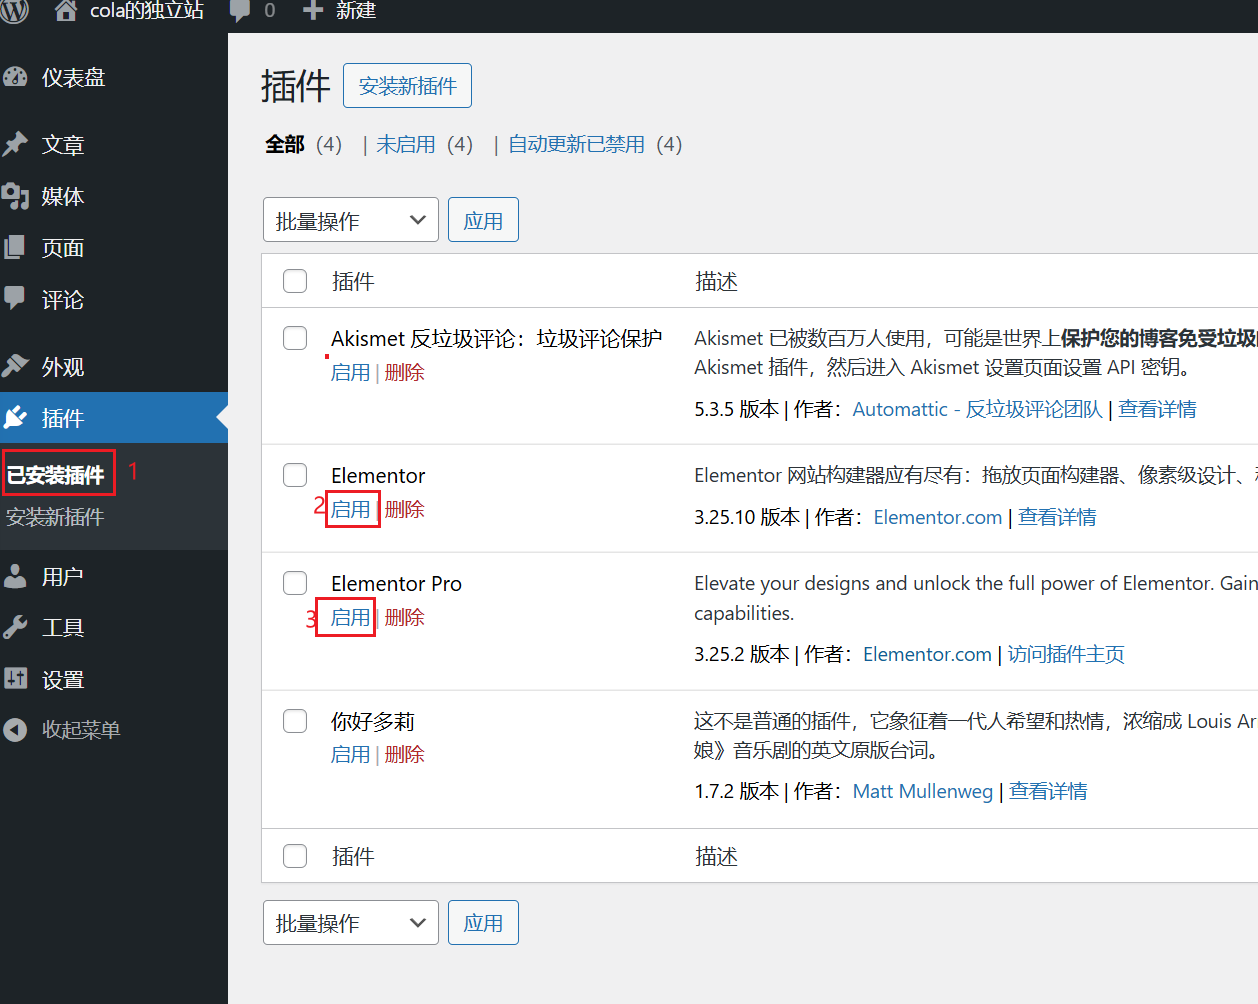 cola的独立站 0 新建
仪表盘
文章
媒体
页面
评论
外观
插件
已安装插件 1
安装新插件
用户
工具
设置
收起菜单
插件 安装新插件
全部 (4) | 未启用 (4) | 自动更新已禁用 (4)
批量操作 应用
插件 描述
Akismet 反垃圾评论：垃圾评论保护
启用 | 删除
Akismet 已被数百万人使用，可能是世界上保护您的博客免受垃圾
Akismet 插件，然后进入 Akismet 设置页面设置 API 密钥。
5.3.5 版本 | 作者：Automattic - 反垃圾评论团队 | 查看详情
Elementor
2 启用 | 删除
Elementor 网站构建器应有尽有：拖放页面构建器、像素级设计、
3.25.10 版本 | 作者：Elementor.com | 查看详情
Elementor Pro
3 启用 | 删除
Elevate your designs and unlock the full power of Elementor. Gain
capabilities.
3.25.2 版本 | 作者：Elementor.com | 访问插件主页
你好多莉
启用 | 删除
这不是普通的插件，它象征着一代人希望和热情，浓缩成 Louis Ar
娘》音乐剧的英文原版台词。
1.7.2 版本 | 作者：Matt Mullenweg | 查看详情
插件 描述
批量操作 应用